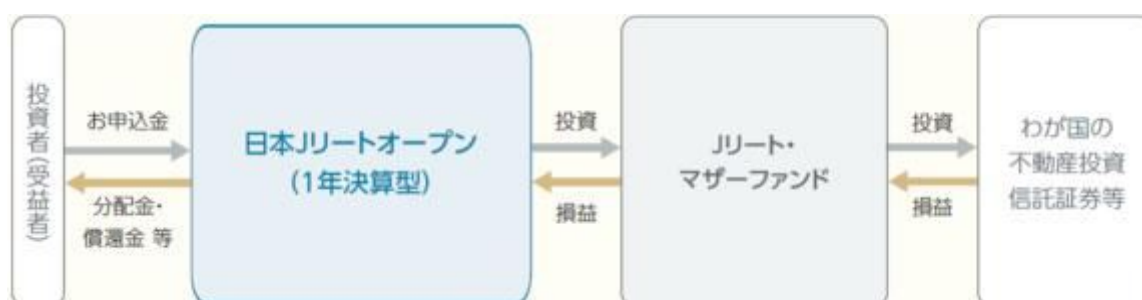 投資者(受益者)
お申込金
分配金・
償還金 等
日本Jリートオープン
(1年決算型)
投資
損益
Jリート・
マザーファンド
投資
損益
わが国の
不動産投資
信託証券等